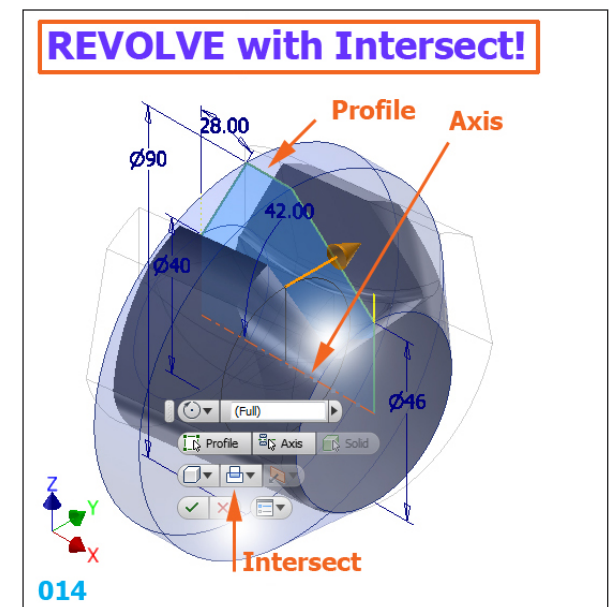 REVOLVE with Intersect!
Profile
Axis
28.00
Ø90
42.00
Ø40
(Full)
Ø46
Profile Axis Solid
Z
Y
X
Intersect
014